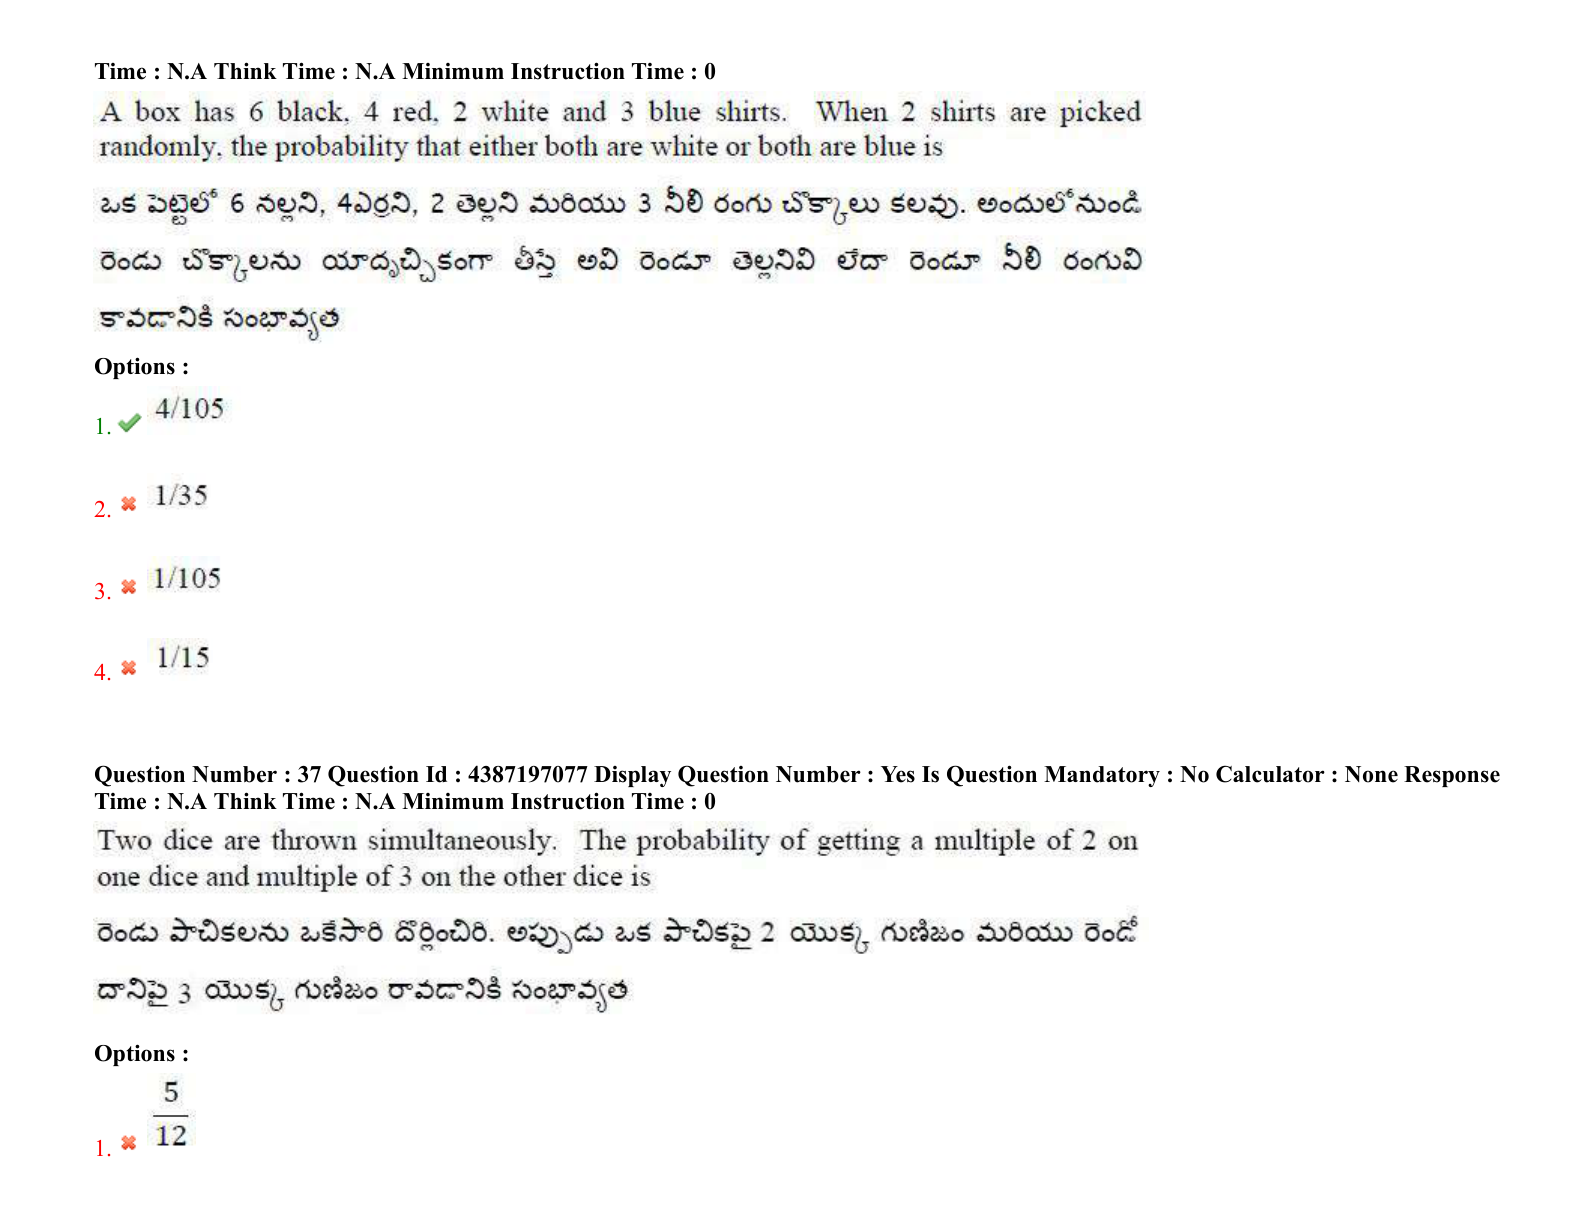 Time : N.A Think Time : N.A Minimum Instruction Time : 0
A box has 6 black, 4 red, 2 white and 3 blue shirts. When 2 shirts are picked
randomly, the probability that either both are white or both are blue is
ఒక పెట్టెలో 6 నల్లని, 4ఎర్రని, 2 తెల్లని మరియు 3 నీలి రంగు చొక్కాలు కలవు. అందులోనుండి
రెండు చొక్కాలను యాదృచ్చికంగా తీస్తే అవి రెండూ తెల్లనివి లేదా రెండూ నీలి రంగువి
కావడానికి సంభావ్యత
Options :
1. 4/105
2. 1/35
3. 1/105
4. 1/15
Question Number : 37 Question Id : 4387197077 Display Question Number : Yes Is Question Mandatory : No Calculator : None Response
Time : N.A Think Time : N.A Minimum Instruction Time : 0
Two dice are thrown simultaneously. The probability of getting a multiple of 2 on
one dice and multiple of 3 on the other dice is
రెండు పాచికలను ఒకేసారి దొర్లించిరి. అప్పుడు ఒక పాచికపై 2 యొక్క గుణిజం మరియు రెండో
దానిపై 3 యొక్క గుణిజం రావడానికి సంభావ్యత
Options :
5
12
1.